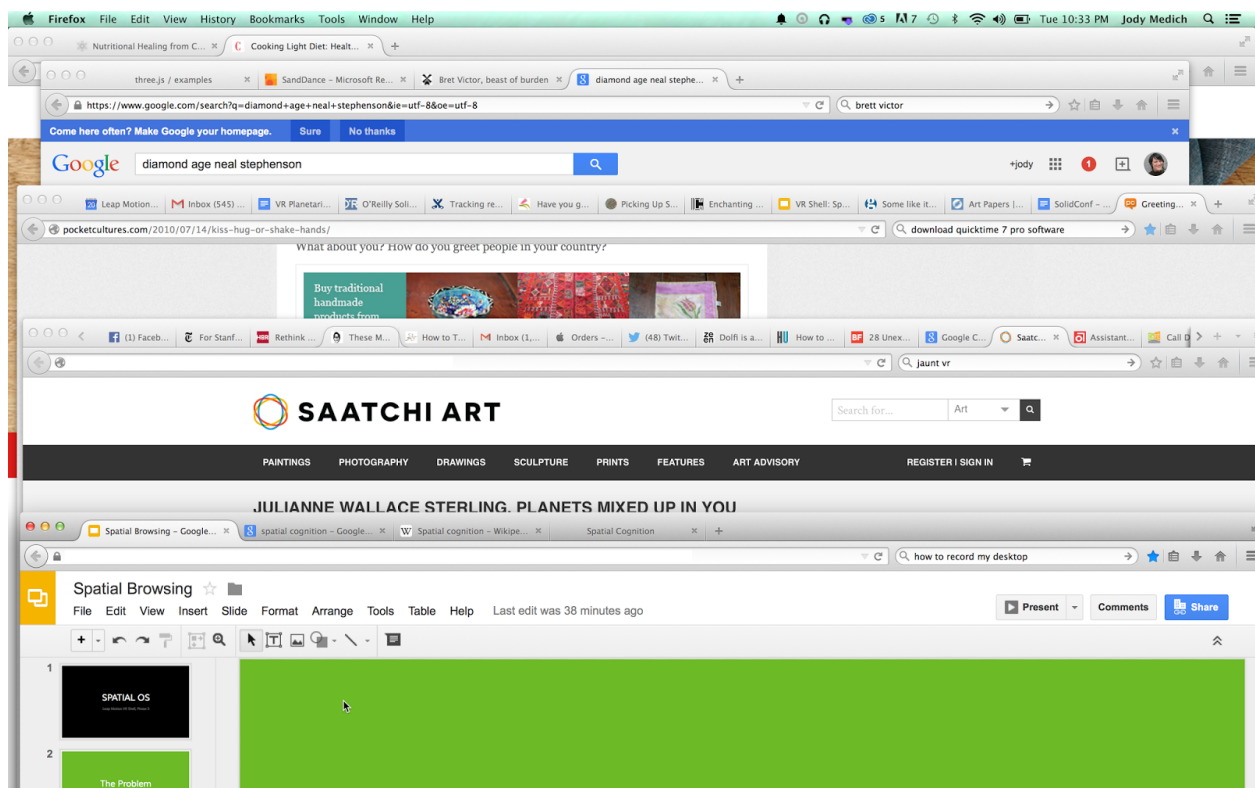 Firefox File Edit View History Bookmarks Tools Window Help 5 7 Tue 10:33 PM Jody Medich
Nutritional Healing from C... × Cooking Light Diet: Healt... × +
three.js / examples × SandDance – Microsoft Re... × Bret Victor, beast of burden × diamond age neal stephe... × +
https://www.google.com/search?q=diamond+age+neal+stephenson&ie=utf-8&oe=utf-8 brett victor
Come here often? Make Google your homepage. Sure No thanks ×
Google diamond age neal stephenson +jody 1
20 Leap Motion... Inbox (545) ... VR Planetari... O'Reilly Soli... Tracking re... Have you g... Picking Up S... Enchanting ... VR Shell: Sp... Some like it... Art Papers |... SolidConf – ... Greeting... × +
pocketcultures.com/2010/07/14/kiss-hug-or-shake-hands/ download quicktime 7 pro software
What about you? How do you greet people in your country?
Buy traditional
handmade
products from
(1) Faceb... For Stanf... HBR Rethink ... These M... How to T... Inbox (1,... Orders –... (48) Twit... Dolfi is a... HU How to ... BF 28 Unex... Google C... Saatc... × Assistant... Call D +
jaunt vr
SAATCHI ART Search for... Art
PAINTINGS PHOTOGRAPHY DRAWINGS SCULPTURE PRINTS FEATURES ART ADVISORY REGISTER | SIGN IN
JULIANNE WALLACE STERLING, PLANETS MIXED UP IN YOU
Spatial Browsing – Google... × spatial cognition – Google... × W Spatial cognition – Wikipe... × Spatial Cognition × +
how to record my desktop
Spatial Browsing
File Edit View Insert Slide Format Arrange Tools Table Help Last edit was 38 minutes ago
Present Comments Share
1
SPATIAL OS
2
The Problem